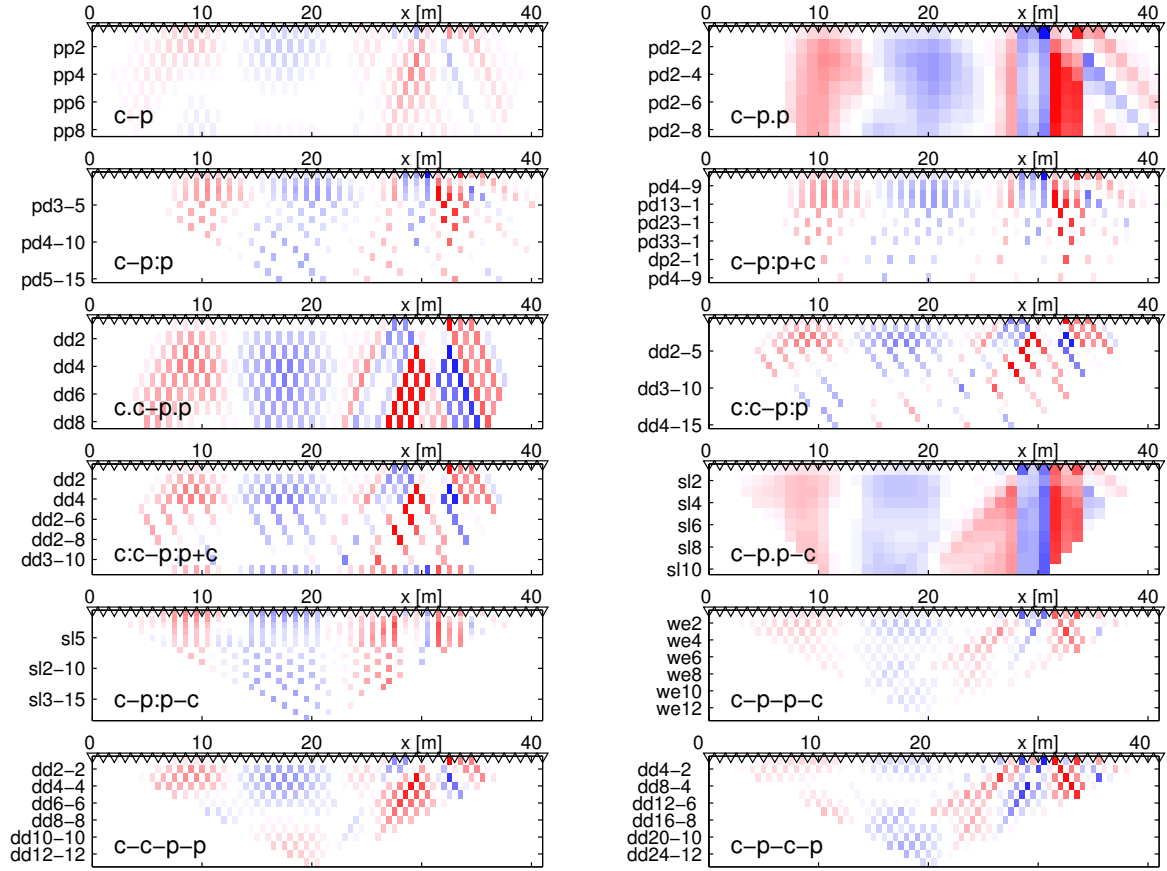 0 10 20 x [m] 40
pp2
pp4
pp6
pp8
c−p
0 10 20 x [m] 40
pd2−2
pd2−4
pd2−6
pd2−8
c−p.p
0 10 20 x [m] 40
pd3−5
pd4−10
pd5−15
c−p:p
0 10 20 x [m] 40
pd4−9
pd13−1
pd23−1
pd33−1
dp2−1
pd4−9
c−p:p+c
0 10 20 x [m] 40
dd2
dd4
dd6
dd8
c.c−p.p
0 10 20 x [m] 40
dd2−5
dd3−10
dd4−15
c:c−p:p
0 10 20 x [m] 40
dd2
dd4
dd2−6
dd2−8
dd3−10
c:c−p:p+c
0 10 20 x [m] 40
sl2
sl4
sl6
sl8
sl10
c−p.p−c
0 10 20 x [m] 40
sl5
sl2−10
sl3−15
c−p:p−c
0 10 20 x [m] 40
we2
we4
we6
we8
we10
we12
c−p−p−c
0 10 20 x [m] 40
dd2−2
dd4−4
dd6−6
dd8−8
dd10−10
dd12−12
c−c−p−p
0 10 20 x [m] 40
dd4−2
dd8−4
dd12−6
dd16−8
dd20−10
dd24−12
c−p−c−p